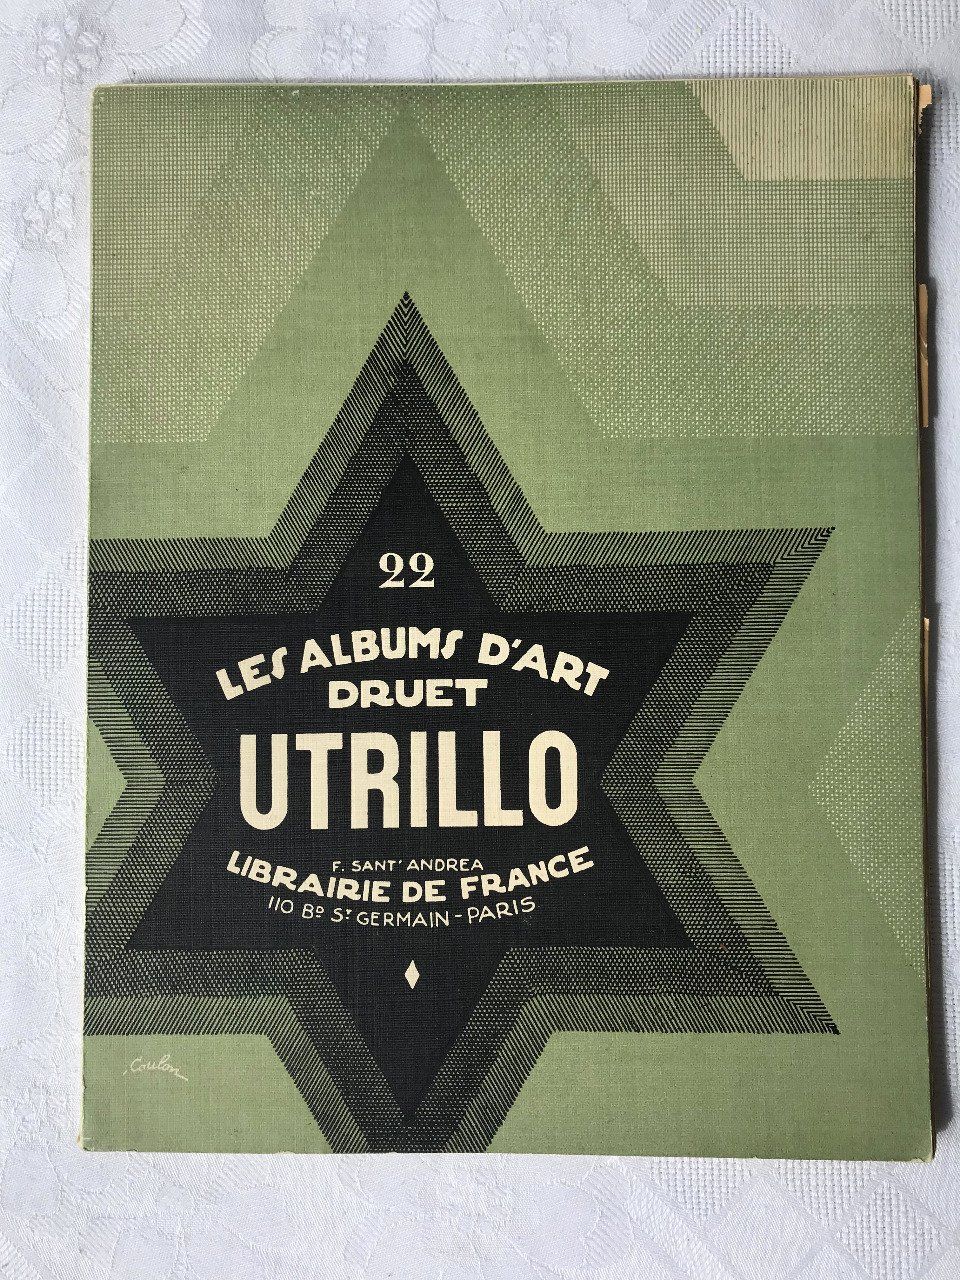 22
LES ALBUMS D'ART
DRUET
UTRILLO
F. SANT'ANDREA
LIBRAIRIE DE FRANCE
110 BD ST GERMAIN - PARIS
Coulon